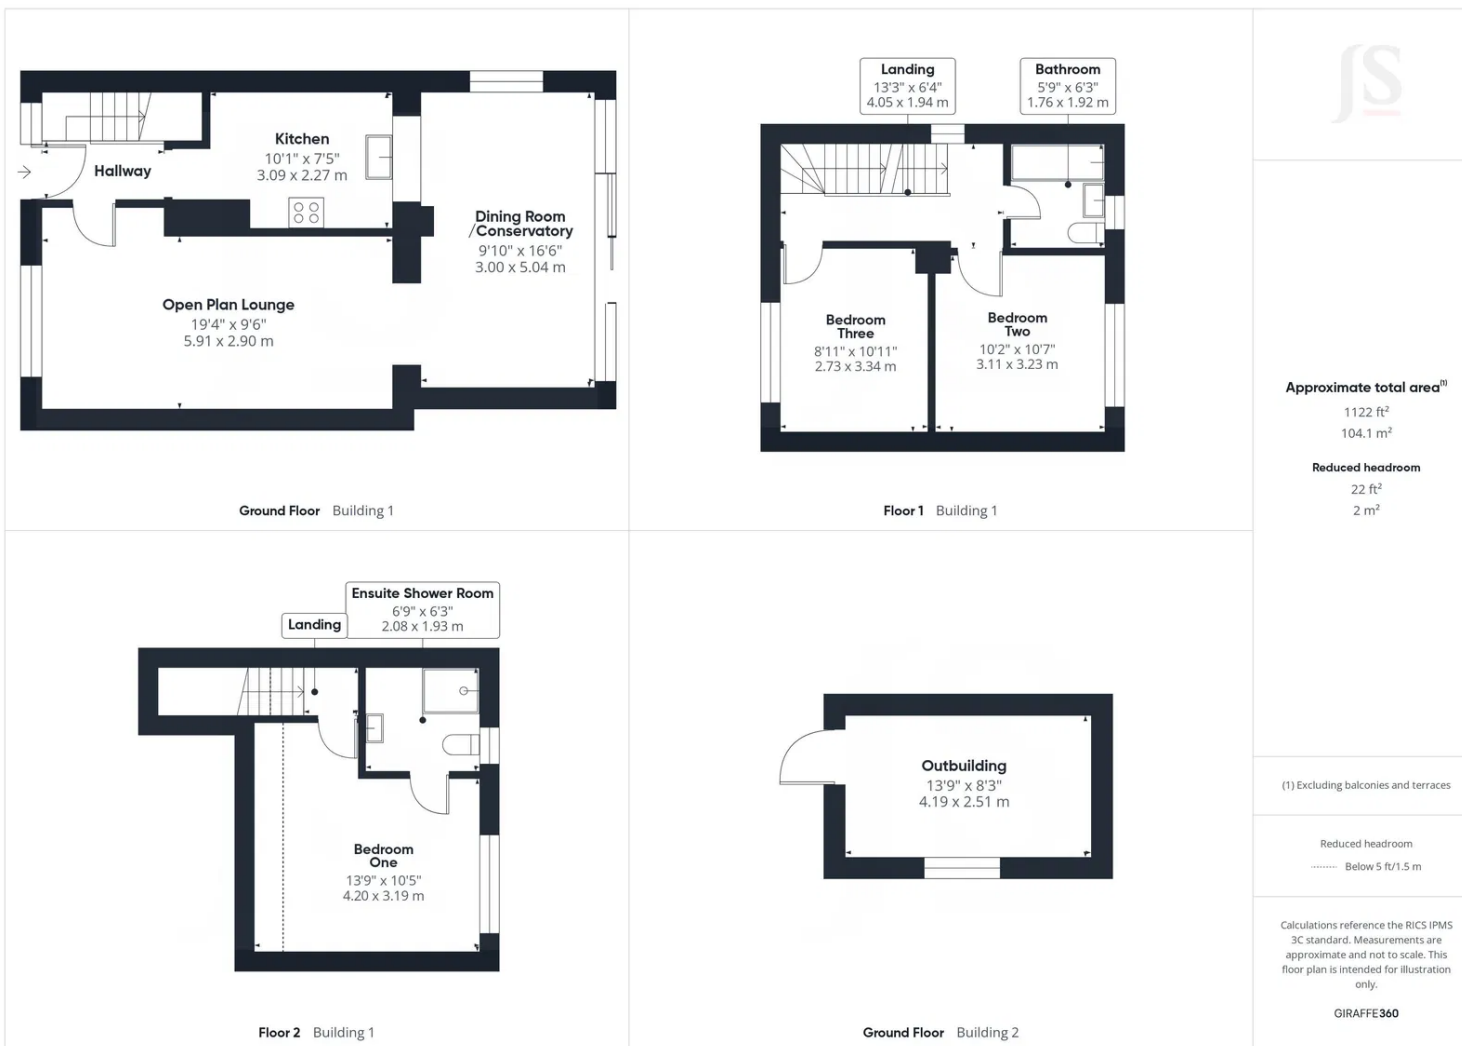 Kitchen
10'1" x 7'5"
3.09 x 2.27 m
Hallway
Dining Room
/Conservatory
9'10" x 16'6"
3.00 x 5.04 m
Open Plan Lounge
19'4" x 9'6"
5.91 x 2.90 m
Ground Floor Building 1
Landing
13'3" x 6'4"
4.05 x 1.94 m
Bathroom
5'9" x 6'3"
1.76 x 1.92 m
Bedroom
Three
8'11" x 10'11"
2.73 x 3.34 m
Bedroom
Two
10'2" x 10'7"
3.11 x 3.23 m
Floor 1 Building 1
Ensuite Shower Room
6'9" x 6'3"
2.08 x 1.93 m
Landing
Bedroom
One
13'9" x 10'5"
4.20 x 3.19 m
Floor 2 Building 1
Outbuilding
13'9" x 8'3"
4.19 x 2.51 m
Ground Floor Building 2
JS
Approximate total area(1)
1122 ft²
104.1 m²
Reduced headroom
22 ft²
2 m²
(1) Excluding balconies and terraces
Reduced headroom
Below 5 ft/1.5 m
Calculations reference the RICS IPMS
3C standard. Measurements are
approximate and not to scale. This
floor plan is intended for illustration
only.
GIRAFFE360